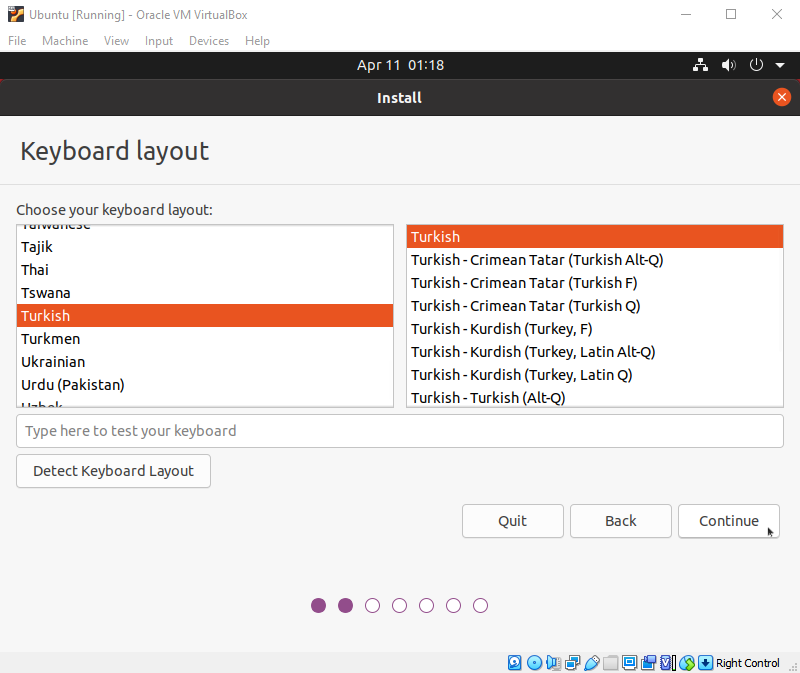 Ubuntu [Running] - Oracle VM VirtualBox
File Machine View Input Devices Help
Apr 11 01:18
Install
Keyboard layout
Choose your keyboard layout:
Taiwanese
Tajik
Thai
Tswana
Turkish
Turkmen
Ukrainian
Urdu (Pakistan)
Uzbek
Turkish
Turkish - Crimean Tatar (Turkish Alt-Q)
Turkish - Crimean Tatar (Turkish F)
Turkish - Crimean Tatar (Turkish Q)
Turkish - Kurdish (Turkey, F)
Turkish - Kurdish (Turkey, Latin Alt-Q)
Turkish - Kurdish (Turkey, Latin Q)
Turkish - Turkish (Alt-Q)
Type here to test your keyboard
Detect Keyboard Layout
Quit Back Continue
Right Control